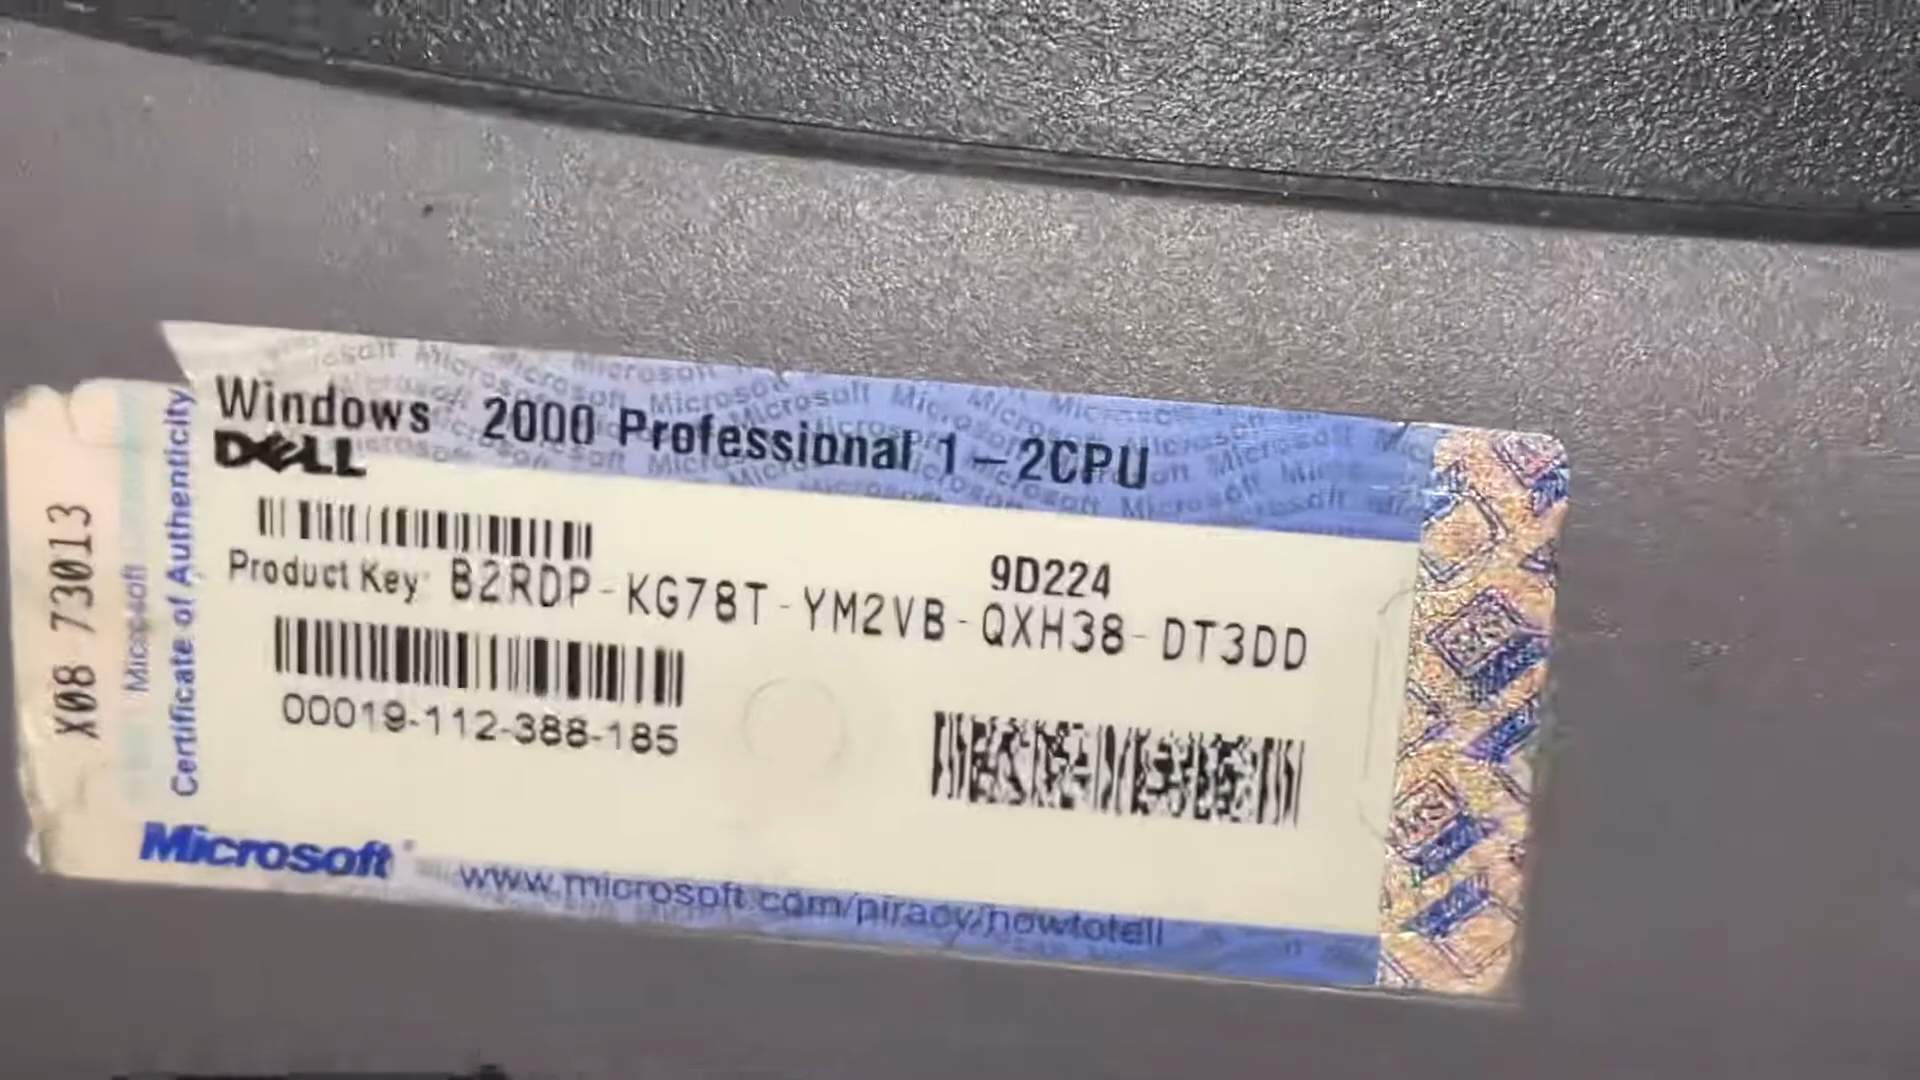 Windows 2000 Professional 1-2CPU
DELL
9D224
Product Key: B2RDP-KG78T-YM2VB-QXH38-DT3DD
00019-112-388-185
Microsoft® www.microsoft.com/piracy/howtotell
X08 73013
Microsoft
Certificate of Authenticity